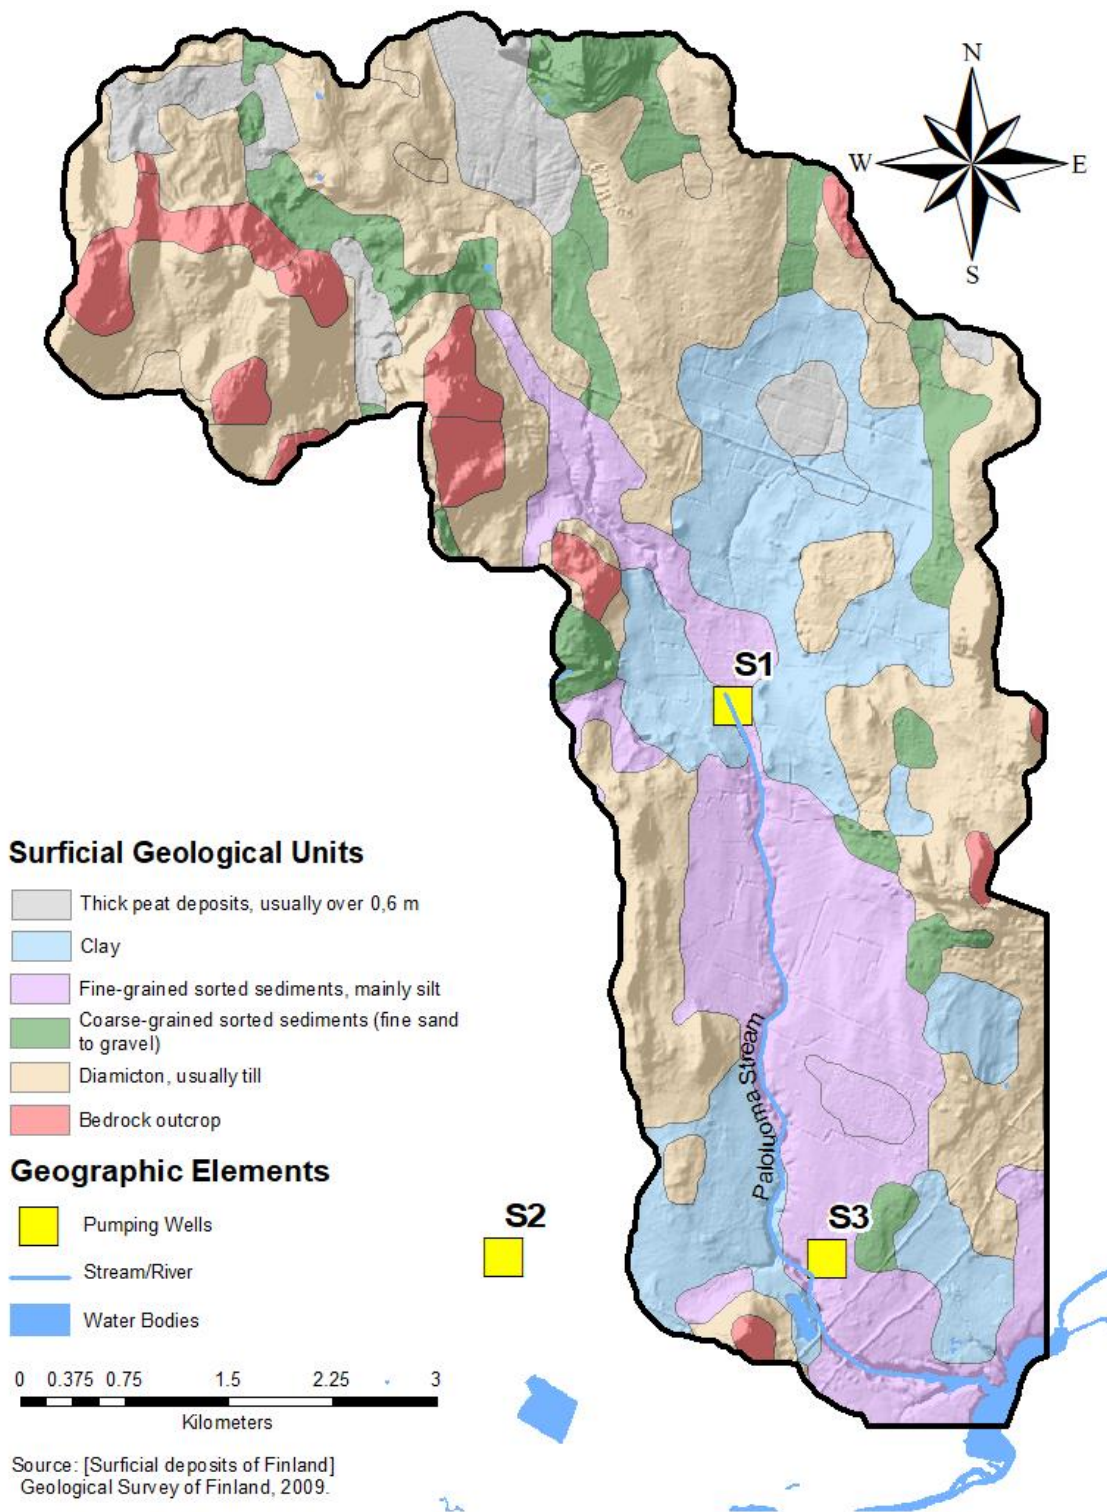 N
W
E
S
S1
Paloluoma Stream
S2
S3
Surficial Geological Units
Thick peat deposits, usually over 0,6 m
Clay
Fine-grained sorted sediments, mainly silt
Coarse-grained sorted sediments (fine sand
to gravel)
Diamicton, usually till
Bedrock outcrop
Geographic Elements
Pumping Wells
Stream/River
Water Bodies
0 0.375 0.75 1.5 2.25 3
Kilometers
Source: [Surficial deposits of Finland]
Geological Survey of Finland, 2009.